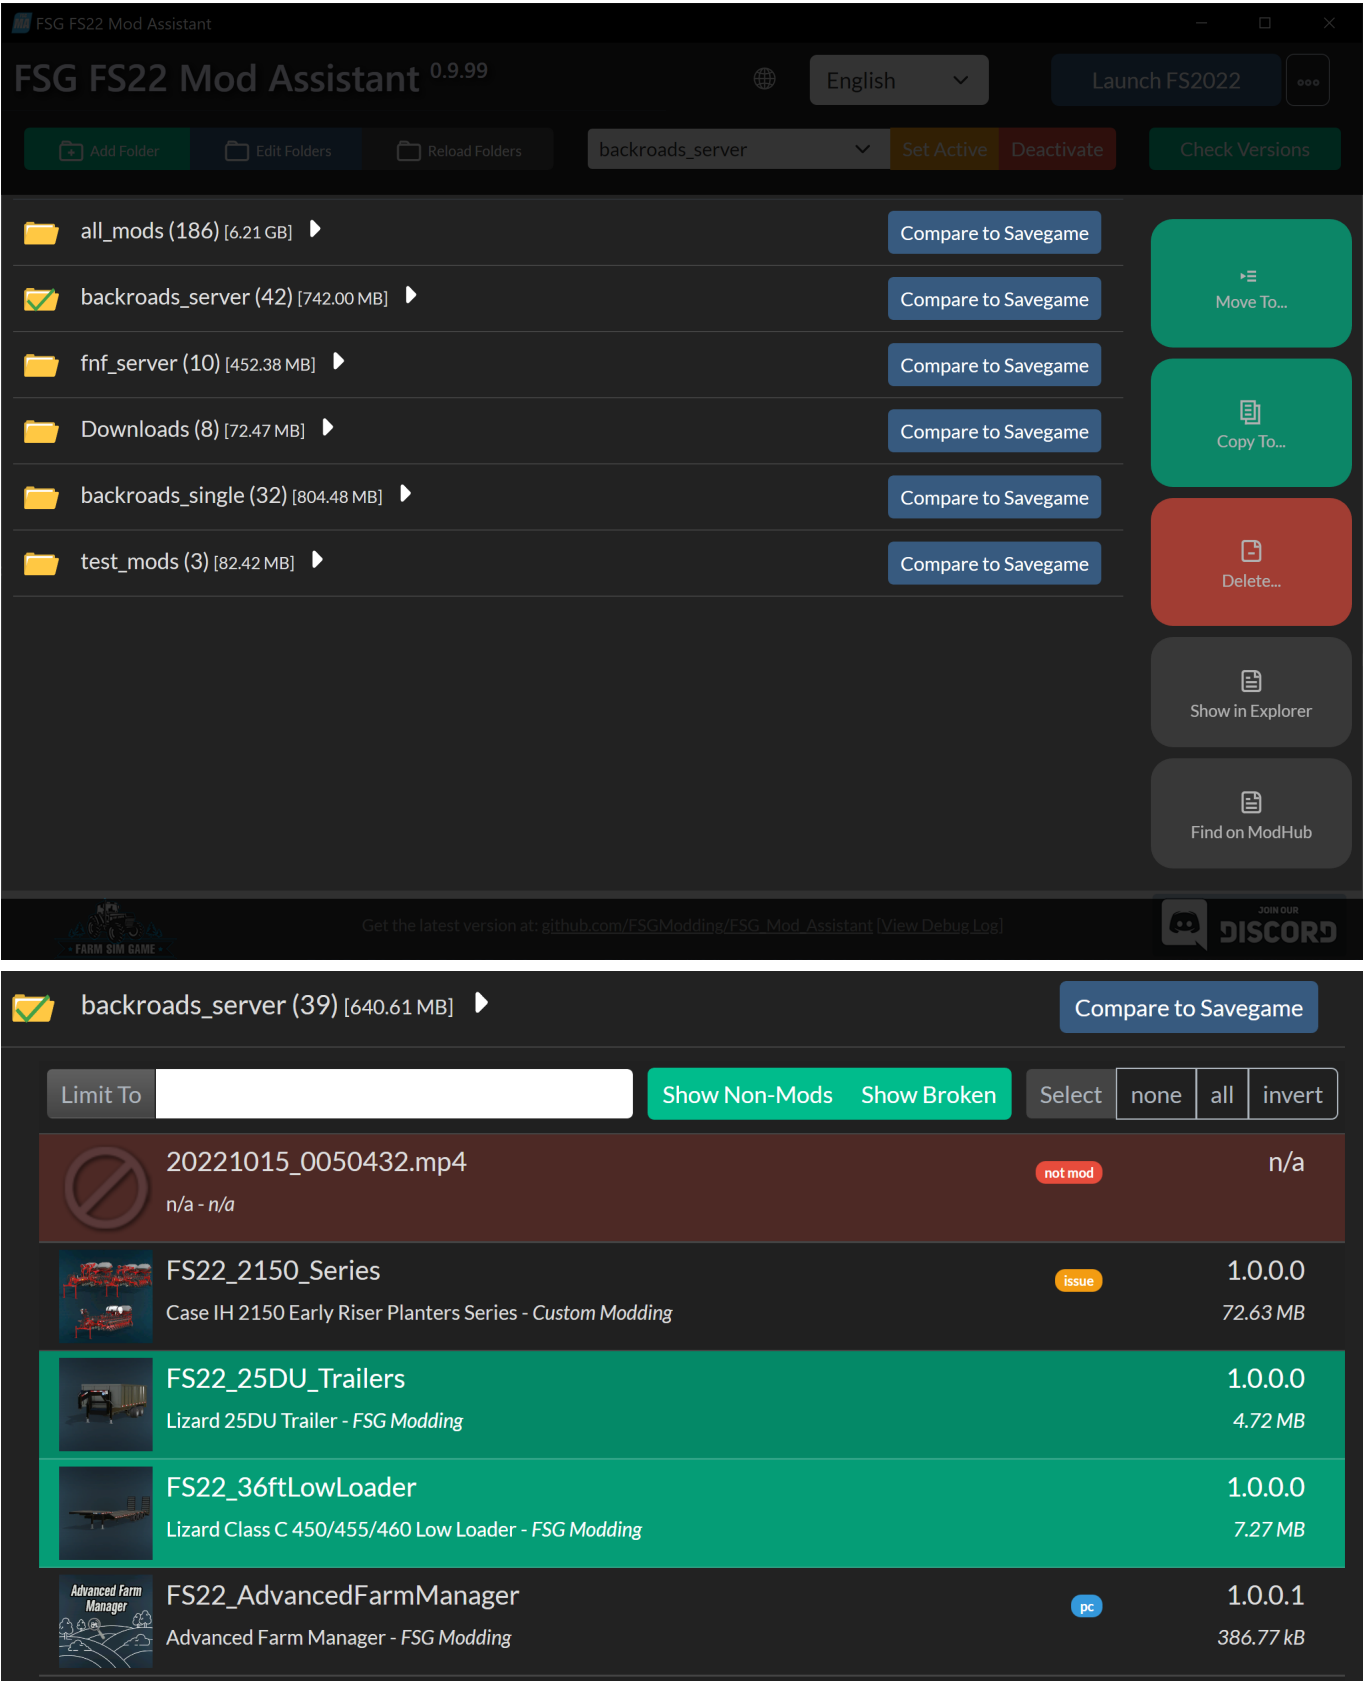 MA FSG FS22 Mod Assistant
FSG FS22 Mod Assistant 0.9.99
English
Launch FS2022
Add Folder
Edit Folders
Reload Folders
backroads_server
Set Active
Deactivate
Check Versions
all_mods (186) [6.21 GB]
Compare to Savegame
backroads_server (42) [742.00 MB]
Compare to Savegame
fnf_server (10) [452.38 MB]
Compare to Savegame
Downloads (8) [72.47 MB]
Compare to Savegame
backroads_single (32) [804.48 MB]
Compare to Savegame
test_mods (3) [82.42 MB]
Compare to Savegame
Move To...
Copy To...
Delete...
Show in Explorer
Find on ModHub
- FARM SIM GAME -
Get the latest version at: github.com/FSGModding/FSG_Mod_Assistant [View Debug Log]
JOIN OUR
DISCORD
backroads_server (39) [640.61 MB]
Compare to Savegame
Limit To
Show Non-Mods
Show Broken
Select
none
all
invert
20221015_0050432.mp4
not mod
n/a
n/a - n/a
FS22_2150_Series
issue
1.0.0.0
Case IH 2150 Early Riser Planters Series - Custom Modding
72.63 MB
FS22_25DU_Trailers
1.0.0.0
Lizard 25DU Trailer - FSG Modding
4.72 MB
FS22_36ftLowLoader
1.0.0.0
Lizard Class C 450/455/460 Low Loader - FSG Modding
7.27 MB
Advanced Farm
Manager
FS22_AdvancedFarmManager
pc
1.0.0.1
Advanced Farm Manager - FSG Modding
386.77 kB